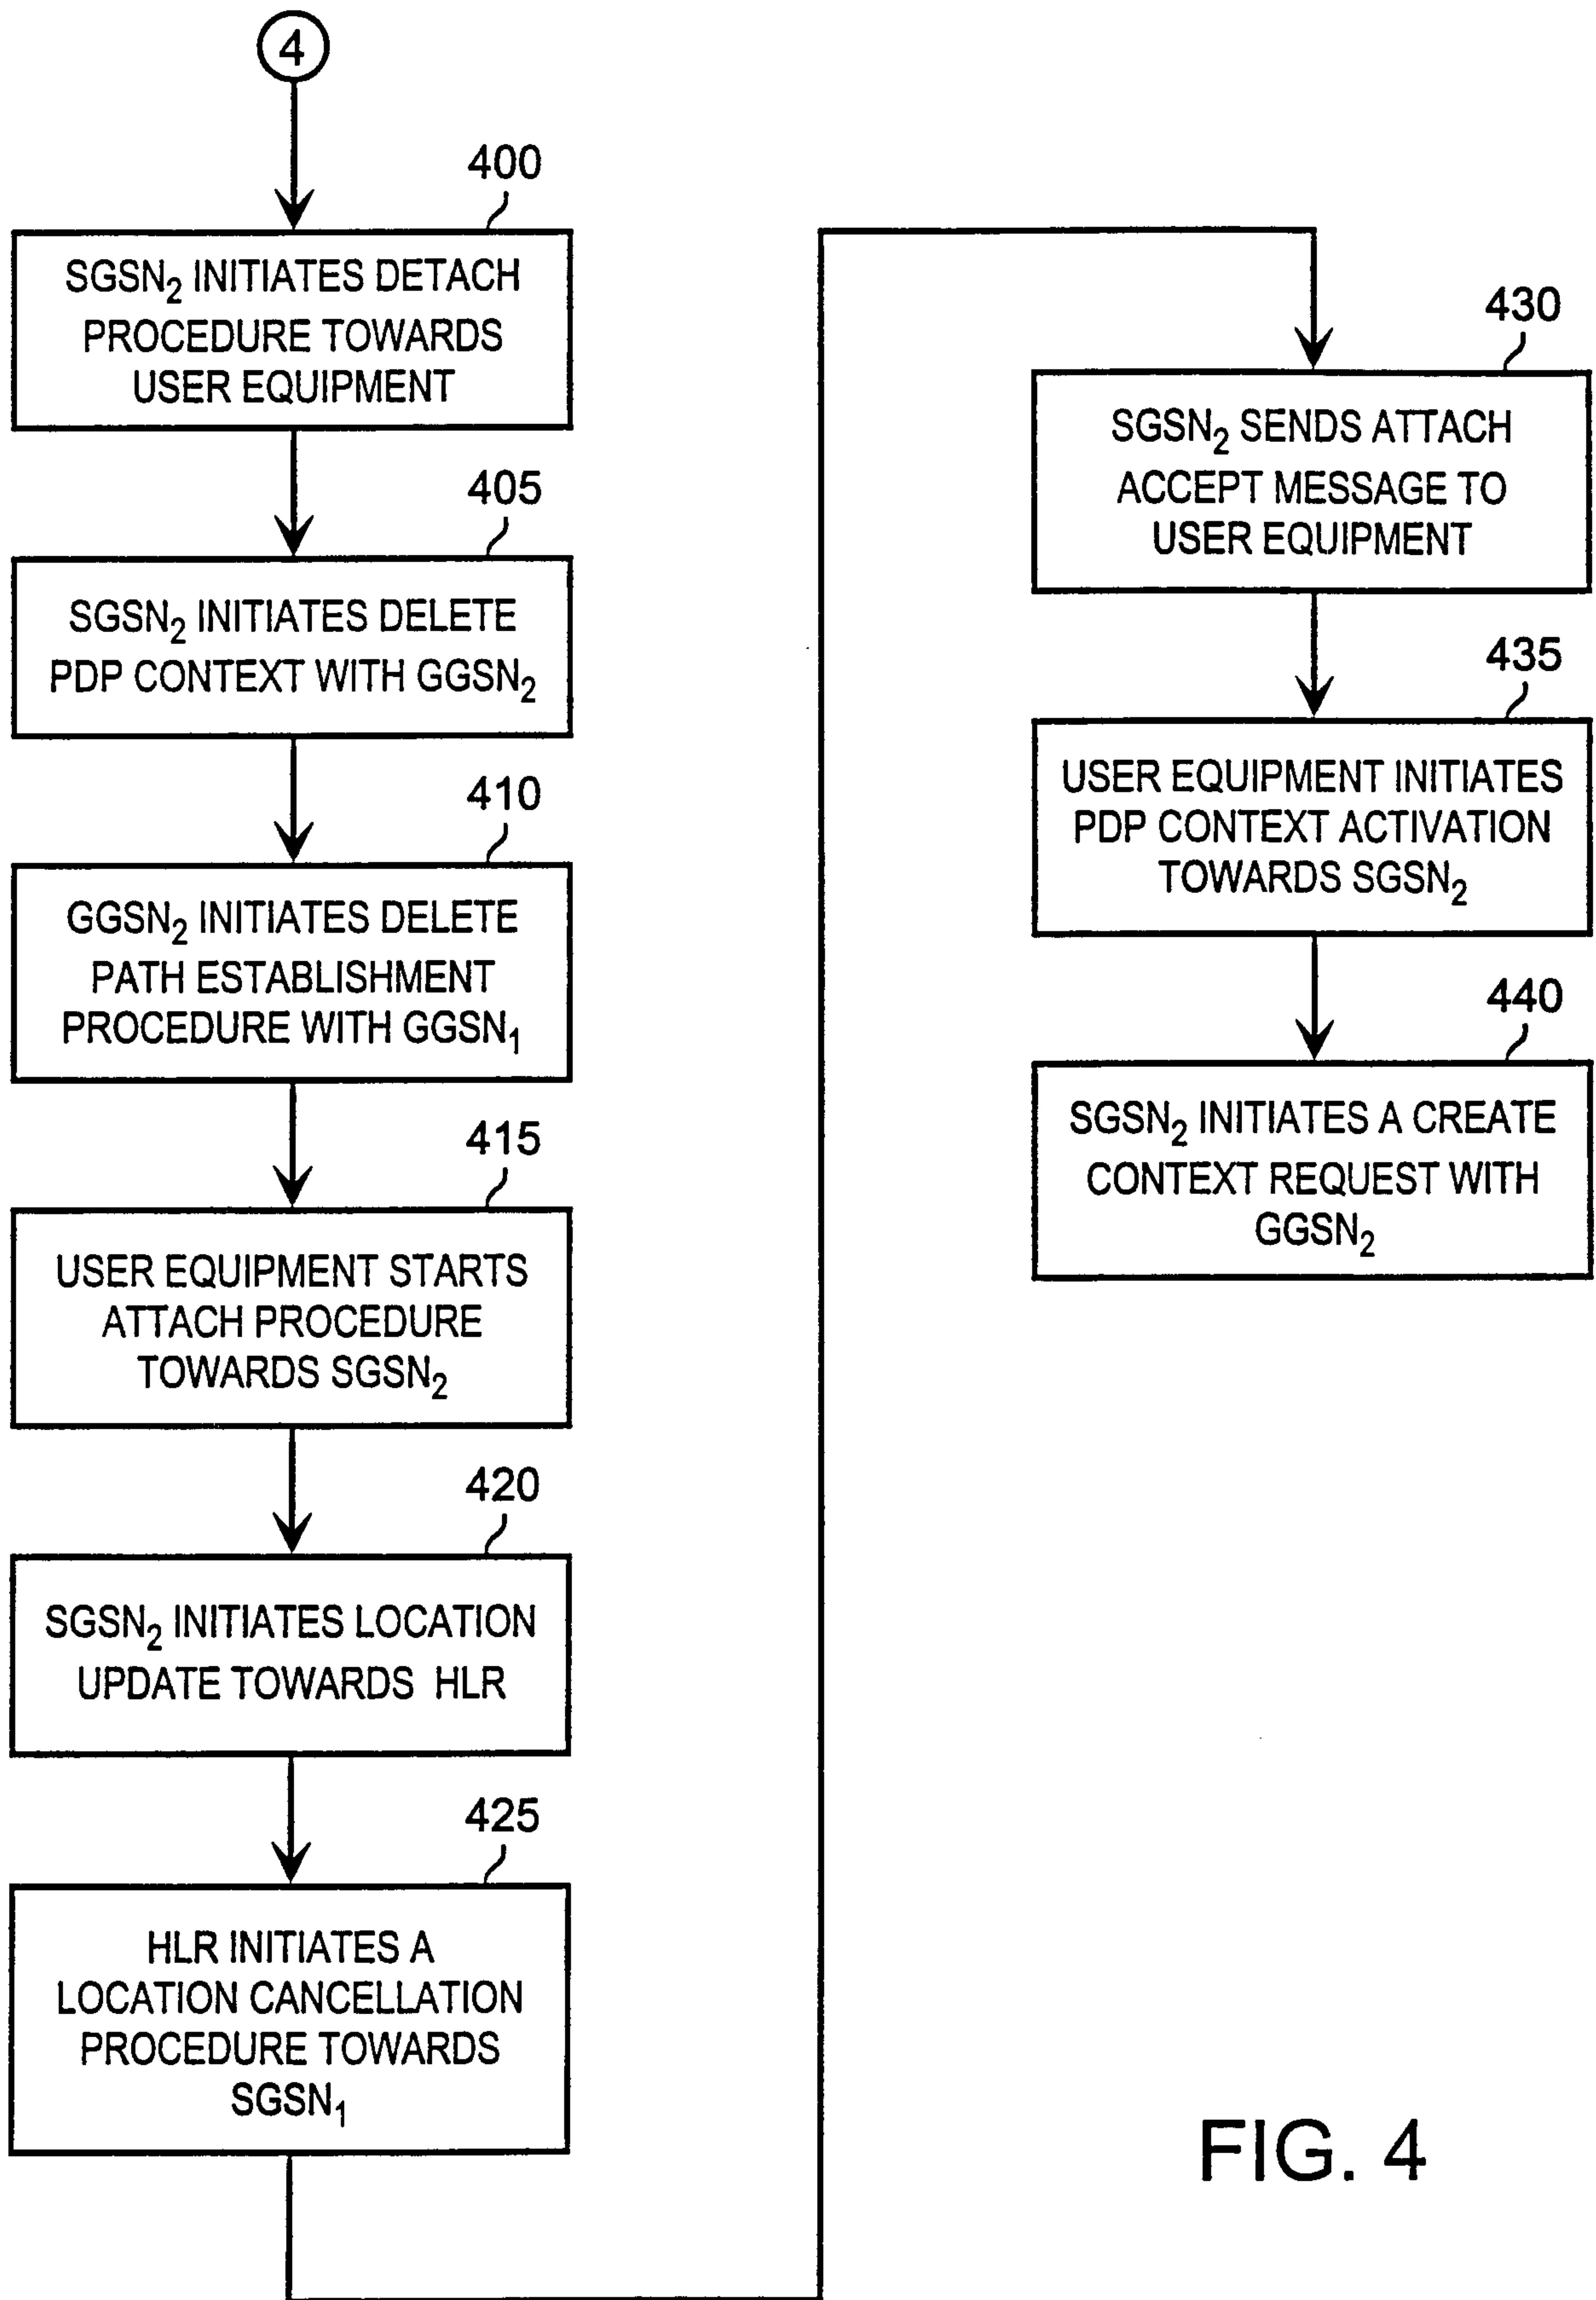 4
400
SGSN₂ INITIATES DETACH
PROCEDURE TOWARDS
USER EQUIPMENT
405
SGSN₂ INITIATES DELETE
PDP CONTEXT WITH GGSN₂
410
GGSN₂ INITIATES DELETE
PATH ESTABLISHMENT
PROCEDURE WITH GGSN₁
415
USER EQUIPMENT STARTS
ATTACH PROCEDURE
TOWARDS SGSN₂
420
SGSN₂ INITIATES LOCATION
UPDATE TOWARDS HLR
425
HLR INITIATES A
LOCATION CANCELLATION
PROCEDURE TOWARDS
SGSN₁
430
SGSN₂ SENDS ATTACH
ACCEPT MESSAGE TO
USER EQUIPMENT
435
USER EQUIPMENT INITIATES
PDP CONTEXT ACTIVATION
TOWARDS SGSN₂
440
SGSN₂ INITIATES A CREATE
CONTEXT REQUEST WITH
GGSN₂
FIG. 4